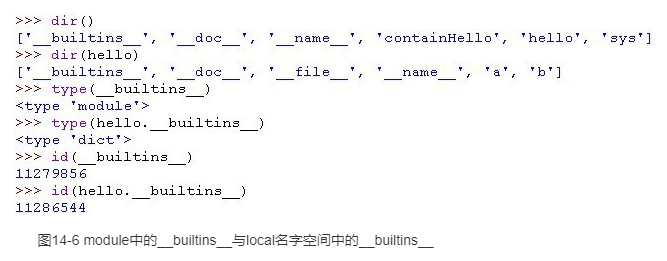 >>> dir()
['__builtins__', '__doc__', '__name__', 'containHello', 'hello', 'sys']
>>> dir(hello)
['__builtins__', '__doc__', '__file__', '__name__', 'a', 'b']
>>> type(__builtins__)
<type 'module'>
>>> type(hello.__builtins__)
<type 'dict'>
>>> id(__builtins__)
11279856
>>> id(hello.__builtins__)
11286544
图14-6 module中的__builtins__与local名字空间中的__builtins__